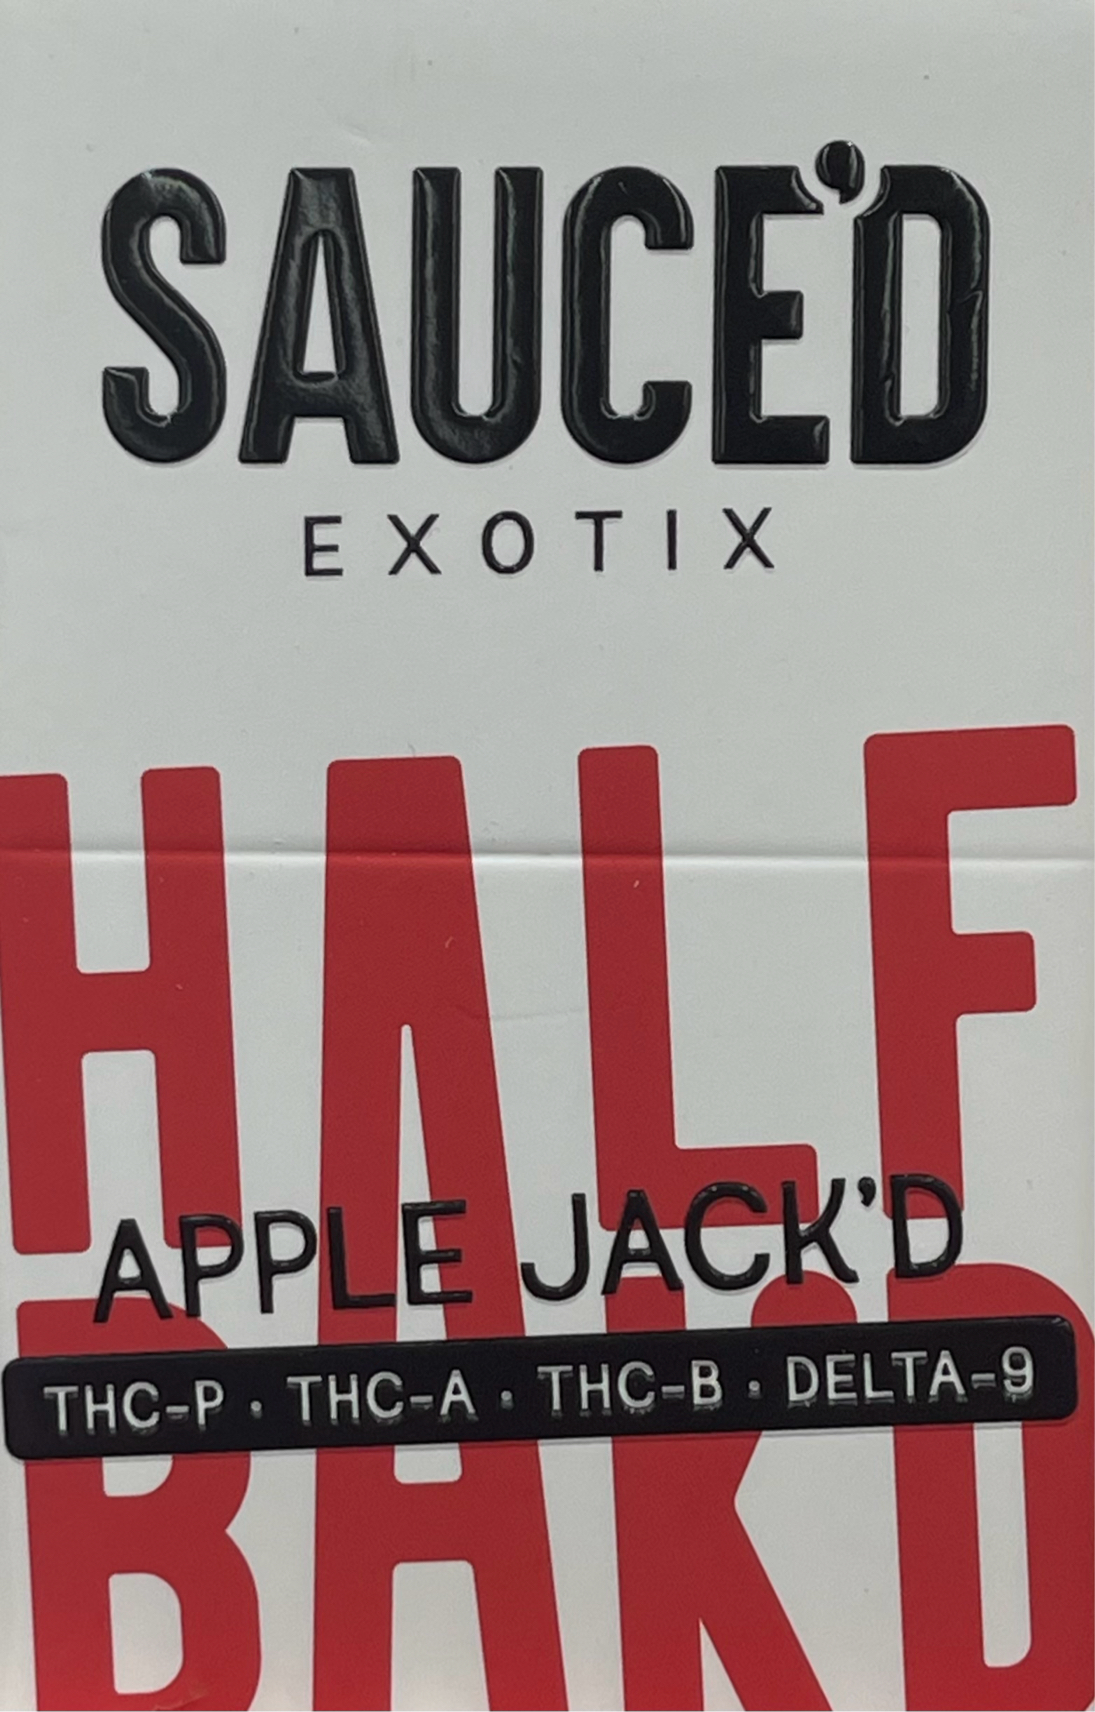 SAUCE'D
EXOTIX
HALF
APPLE JACK'D
BAK'D
THC-P · THC-A · THC-B · DELTA-9